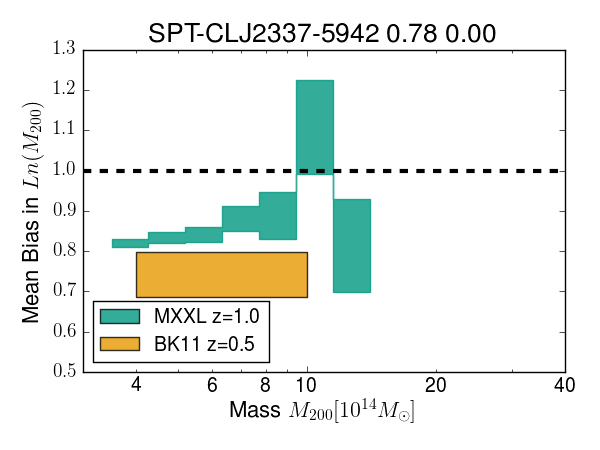 SPT-CLJ2337-5942 0.78 0.00
1.3
1.2
1.1
1.0
0.9
0.8
0.7
0.6
0.5
Mean Bias in Ln(M₂₀₀)
MXXL z=1.0
BK11 z=0.5
4 6 8 10 20 40
Mass M₂₀₀[10¹⁴M☉]